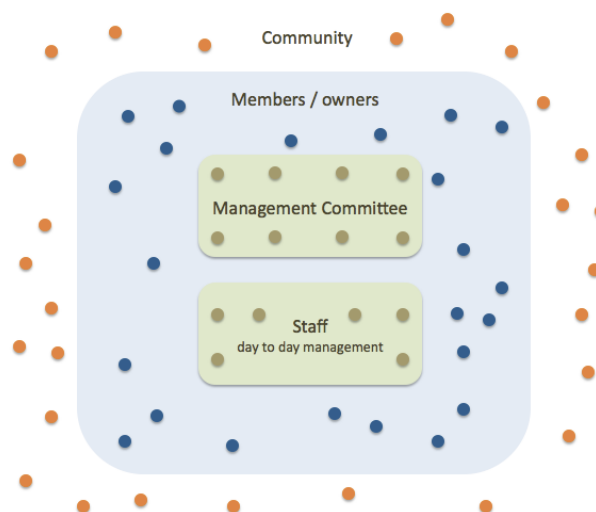 Community
Members / owners
Management Committee
Staff
day to day management